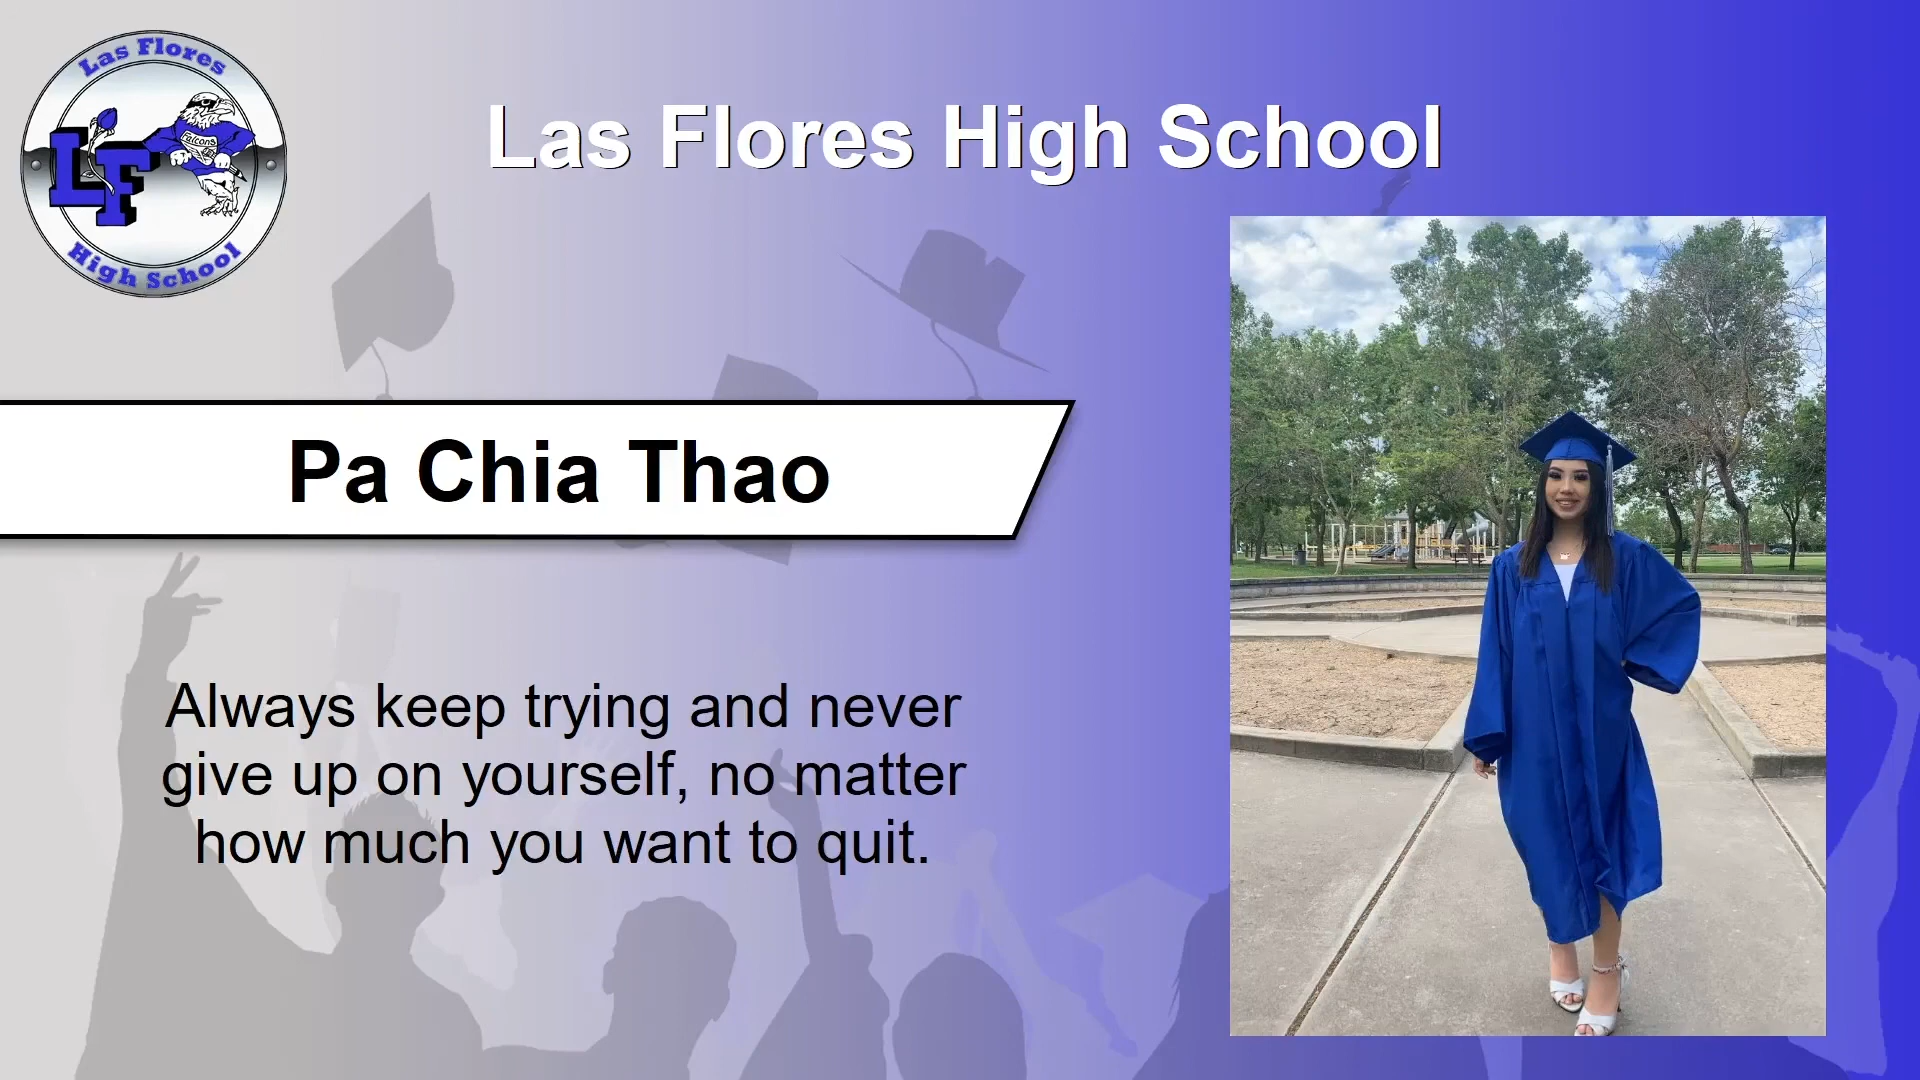 Las Flores
LF
Falcons
High School
Las Flores High School
Pa Chia Thao
Always keep trying and never
give up on yourself, no matter
how much you want to quit.